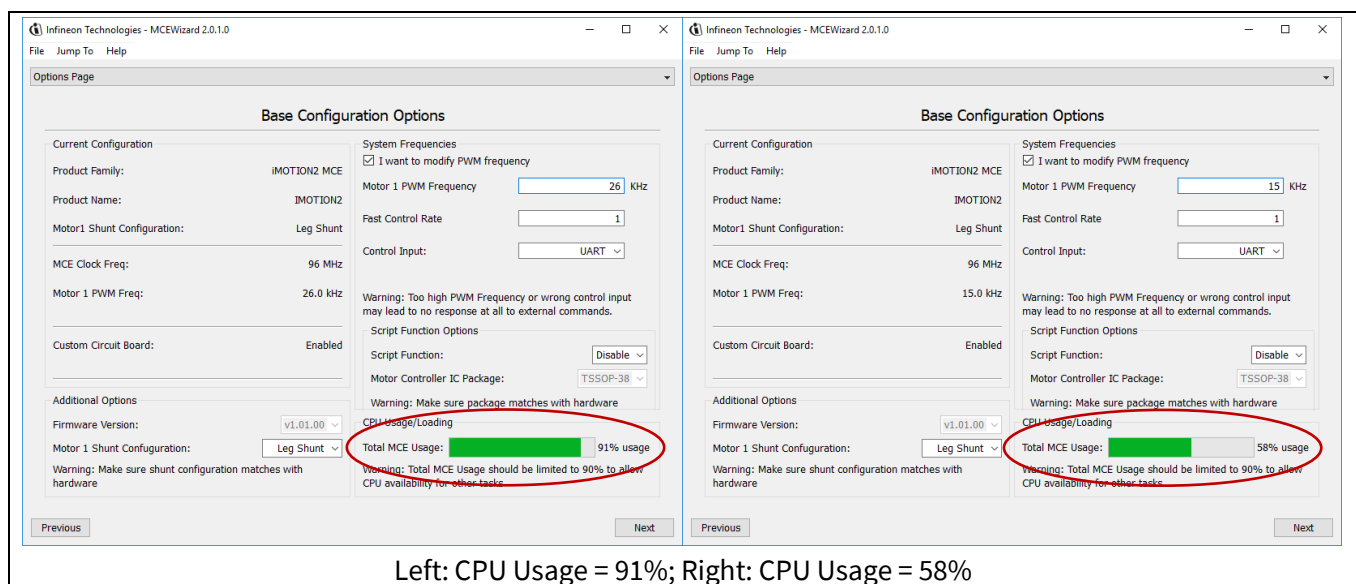 Infineon Technologies - MCEWizard 2.0.1.0
File Jump To Help
Options Page
Base Configuration Options
Current Configuration
Product Family: iMOTION2 MCE
Product Name: IMOTION2
Motor1 Shunt Configuration: Leg Shunt
MCE Clock Freq: 96 MHz
Motor 1 PWM Freq: 26.0 kHz
Custom Circuit Board: Enabled
Additional Options
Firmware Version: v1.01.00
Motor 1 Shunt Confiquration: Leg Shunt
Warning: Make sure shunt configuration matches with
hardware
System Frequencies
I want to modify PWM frequency
Motor 1 PWM Frequency 26 KHz
Fast Control Rate 1
Control Input: UART
Warning: Too high PWM Frequency or wrong control input
may lead to no response at all to external commands.
Script Function Options
Script Function: Disable
Motor Controller IC Package: TSSOP-38
Warning: Make sure package matches with hardware
CPU Usage/Loading
Total MCE Usage: 91% usage
Warning: Total MCE Usage should be limited to 90% to allow
CPU availability for other tasks
Previous
Next
Infineon Technologies - MCEWizard 2.0.1.0
File Jump To Help
Options Page
Base Configuration Options
Current Configuration
Product Family: iMOTION2 MCE
Product Name: IMOTION2
Motor1 Shunt Configuration: Leg Shunt
MCE Clock Freq: 96 MHz
Motor 1 PWM Freq: 15.0 kHz
Custom Circuit Board: Enabled
Additional Options
Firmware Version: v1.01.00
Motor 1 Shunt Confiquration: Leg Shunt
Warning: Make sure shunt configuration matches with
hardware
System Frequencies
I want to modify PWM frequency
Motor 1 PWM Frequency 15 KHz
Fast Control Rate 1
Control Input: UART
Warning: Too high PWM Frequency or wrong control input
may lead to no response at all to external commands.
Script Function Options
Script Function: Disable
Motor Controller IC Package: TSSOP-38
Warning: Make sure package matches with hardware
CPU Usage/Loading
Total MCE Usage: 58% usage
Warning: Total MCE Usage should be limited to 90% to allow
CPU availability for other tasks
Previous
Next
Left: CPU Usage = 91%; Right: CPU Usage = 58%